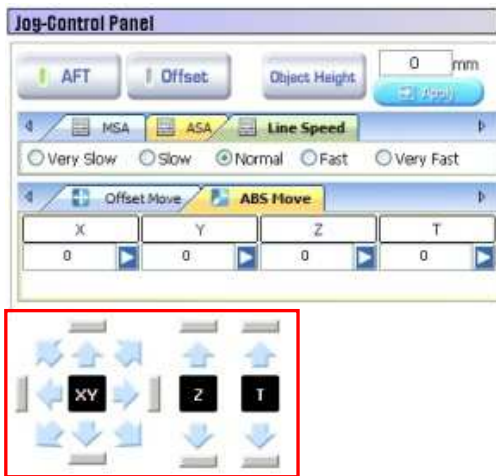 Jog-Control Panel
0 mm
AFT Offset Object Height
Apply
MSA ASA Line Speed
Very Slow Slow Normal Fast Very Fast
Offset Move ABS Move
X Y Z T
0 0 0 0
XY Z T